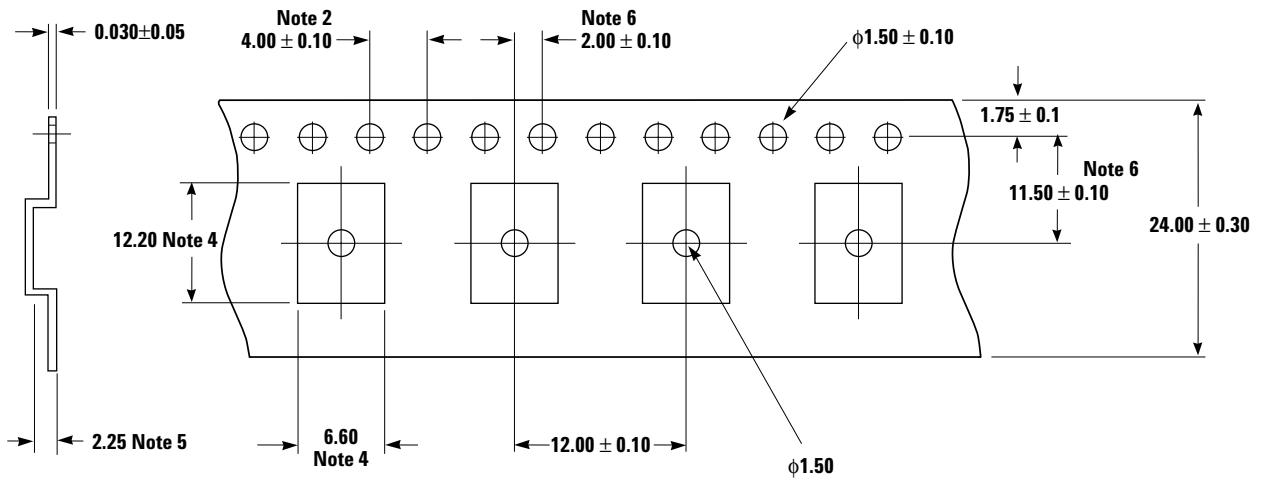 0.030±0.05
Note 2
4.00 ± 0.10
Note 6
2.00 ± 0.10
ϕ1.50 ± 0.10
1.75 ± 0.1
Note 6
11.50 ± 0.10
24.00 ± 0.30
12.20 Note 4
2.25 Note 5
6.60
Note 4
12.00 ± 0.10
ϕ1.50